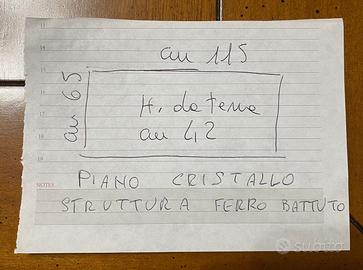 cm 115
cm 65
H. da terra
cm 42
PIANO CRISTALLO
NOTES
STRUTTURA FERRO BATTUTO
subito